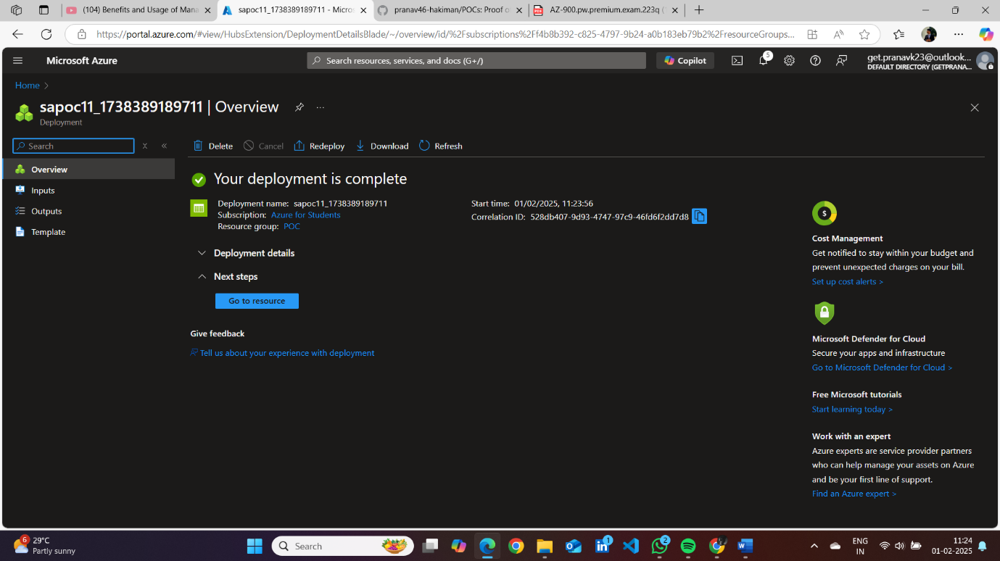 (104) Benefits and Usage of Mana
sapoc11_1738389189711 - Micros
pranav46-hakiman/POCs: Proof o
AZ-900.pw.premium.exam.223q (
https://portal.azure.com/#view/HubsExtension/DeploymentDetailsBlade/~/overview/id/%2Fsubscriptions%2Ff4b8b392-c825-4797-9b24-a0b183eb79b2%2FresourceGroups...
Microsoft Azure
Search resources, services, and docs (G+/)
Copilot
5
get.pranavk23@outlook...
DEFAULT DIRECTORY (GETPRANA...
Home
sapoc11_1738389189711 | Overview
Deployment
Search
Delete
Cancel
Redeploy
Download
Refresh
Overview
Inputs
Outputs
Template
Your deployment is complete
Deployment name: sapoc11_1738389189711
Subscription: Azure for Students
Resource group: POC
Start time: 01/02/2025, 11:23:56
Correlation ID: 528db407-9d93-4747-97c9-46fd6f2dd7d8
Deployment details
Next steps
Go to resource
Give feedback
Tell us about your experience with deployment
Cost Management
Get notified to stay within your budget and
prevent unexpected charges on your bill.
Set up cost alerts >
Microsoft Defender for Cloud
Secure your apps and infrastructure
Go to Microsoft Defender for Cloud >
Free Microsoft tutorials
Start learning today >
Work with an expert
Azure experts are service provider partners
who can help manage your assets on Azure
and be your first line of support.
Find an Azure expert >
6
29°C
Partly sunny
Search
1
2
ENG
IN
11:24
01-02-2025